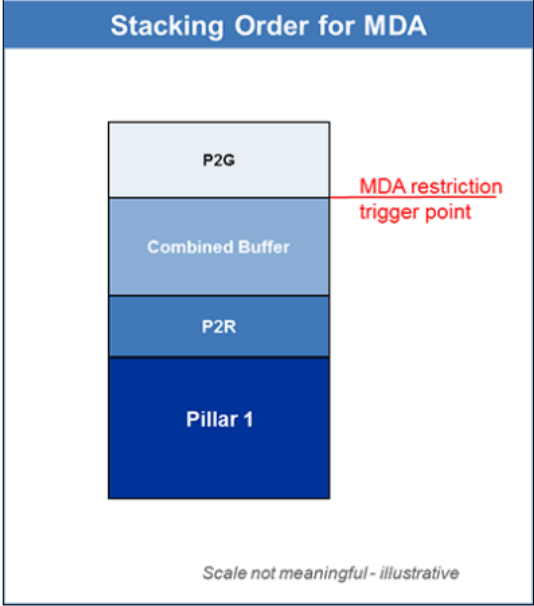 Stacking Order for MDA
P2G
MDA restriction
trigger point
Combined Buffer
P2R
Pillar 1
Scale not meaningful - illustrative